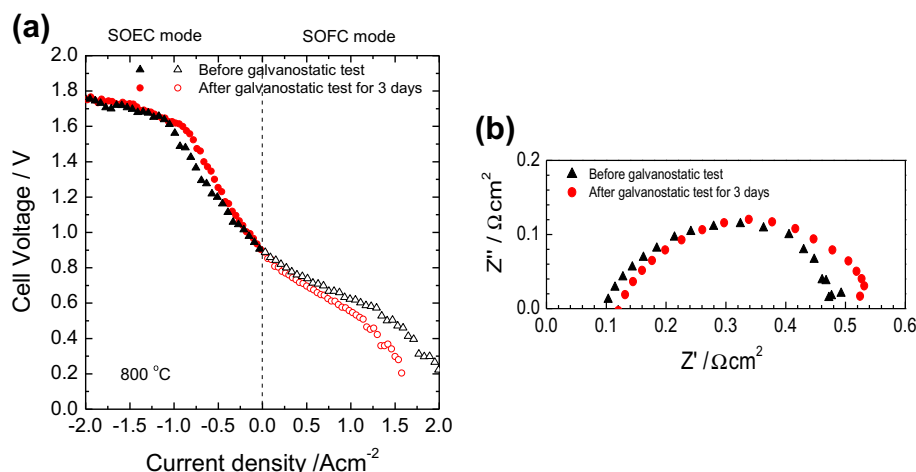 (a)
SOEC mode
SOFC mode
Before galvanostatic test
After galvanostatic test for 3 days
2.0
1.8
1.6
1.4
1.2
1.0
0.8
0.6
0.4
0.2
0.0
Cell Voltage / V
800 °C
-2.0 -1.5 -1.0 -0.5 0.0 0.5 1.0 1.5 2.0
Current density /Acm-2
(b)
Before galvanostatic test
After galvanostatic test for 3 days
0.2
0.1
0.0
Z'' / Ω cm2
0.0 0.1 0.2 0.3 0.4 0.5 0.6
Z' /Ω cm2